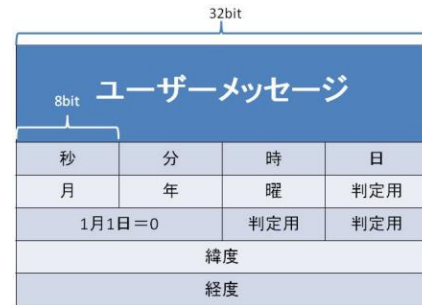 32bit
ユーザーメッセージ
8bit
秒 分 時 日
月 年 曜 判定用
1月1日＝0 判定用 判定用
緯度
経度